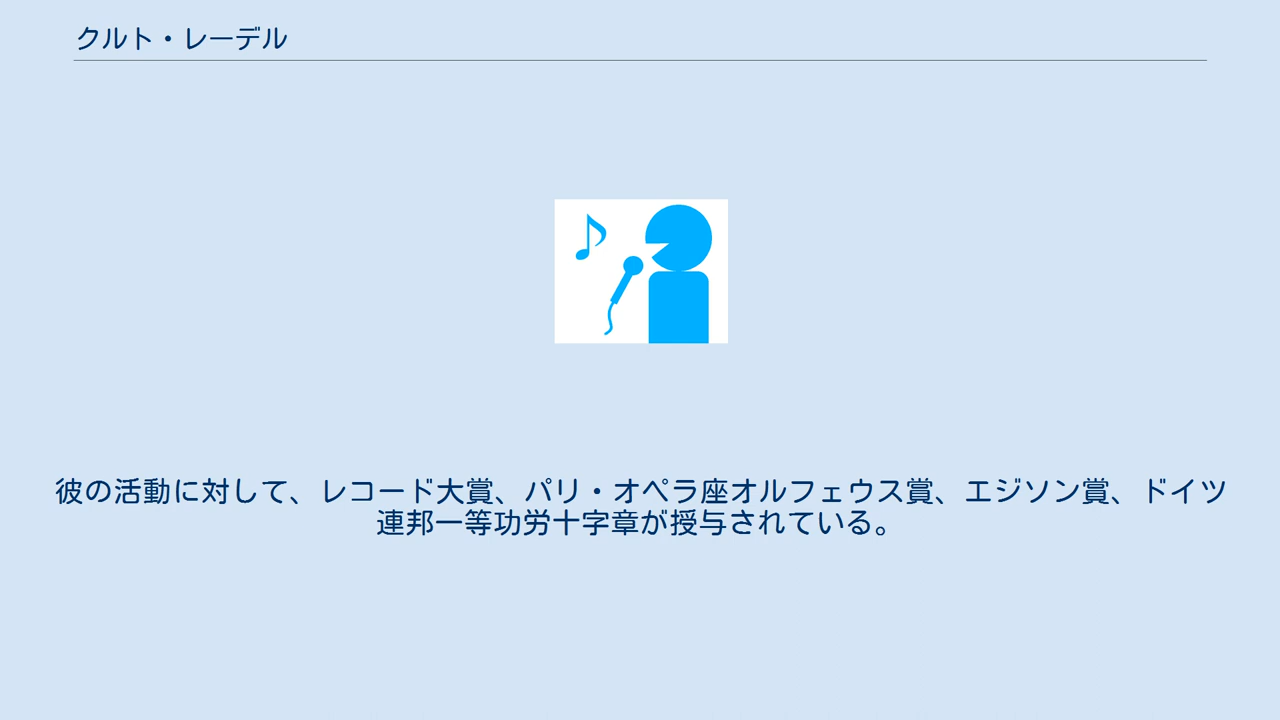 クルト・レーデル
彼の活動に対して、レコード大賞、パリ・オペラ座オルフェウス賞、エジソン賞、ドイツ
連邦一等功労十字章が授与されている。